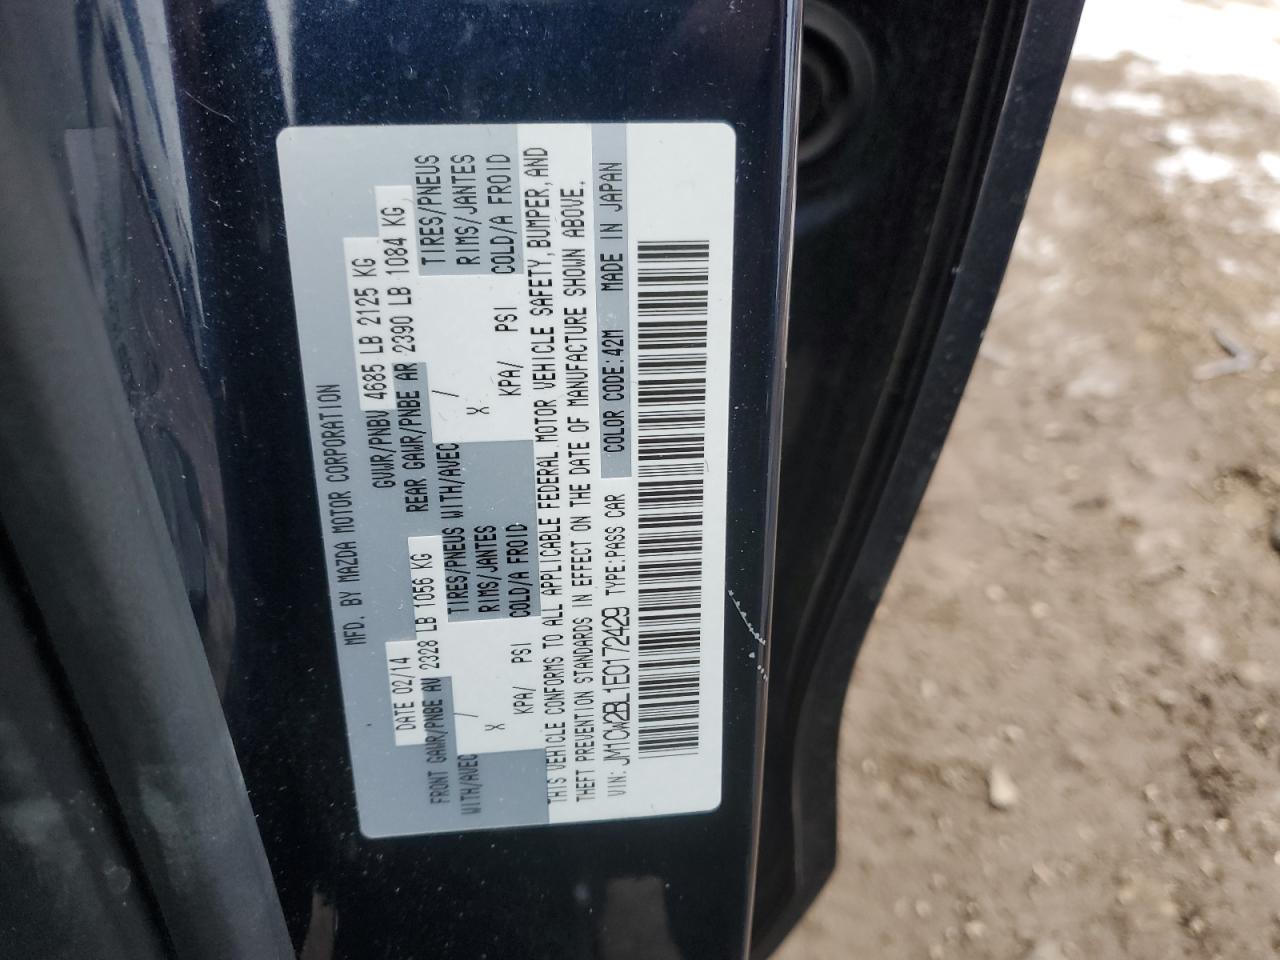 MFD. BY MAZDA MOTOR CORPORATION
DATE 02/14 GVWR/PNBV 4685 LB 2125 KG
FRONT GAWR/PNBE AV 2328 LB 1056 KG REAR GAWR/PNBE AR 2390 LB 1084 KG
WITH/AVEC / TIRES/PNEUS WITH/AVEC / TIRES/PNEUS
X RIMS/JANTES X RIMS/JANTES
KPA/ PSI COLD/A FROID KPA/ PSI COLD/A FROID
THIS VEHICLE CONFORMS TO ALL APPLICABLE FEDERAL MOTOR VEHICLE SAFETY, BUMPER, AND
THEFT PREVENTION STANDARDS IN EFFECT ON THE DATE OF MANUFACTURE SHOWN ABOVE.
VIN: JM1CW2BL1E0172429 TYPE:PASS CAR COLOR CODE:42M MADE IN JAPAN